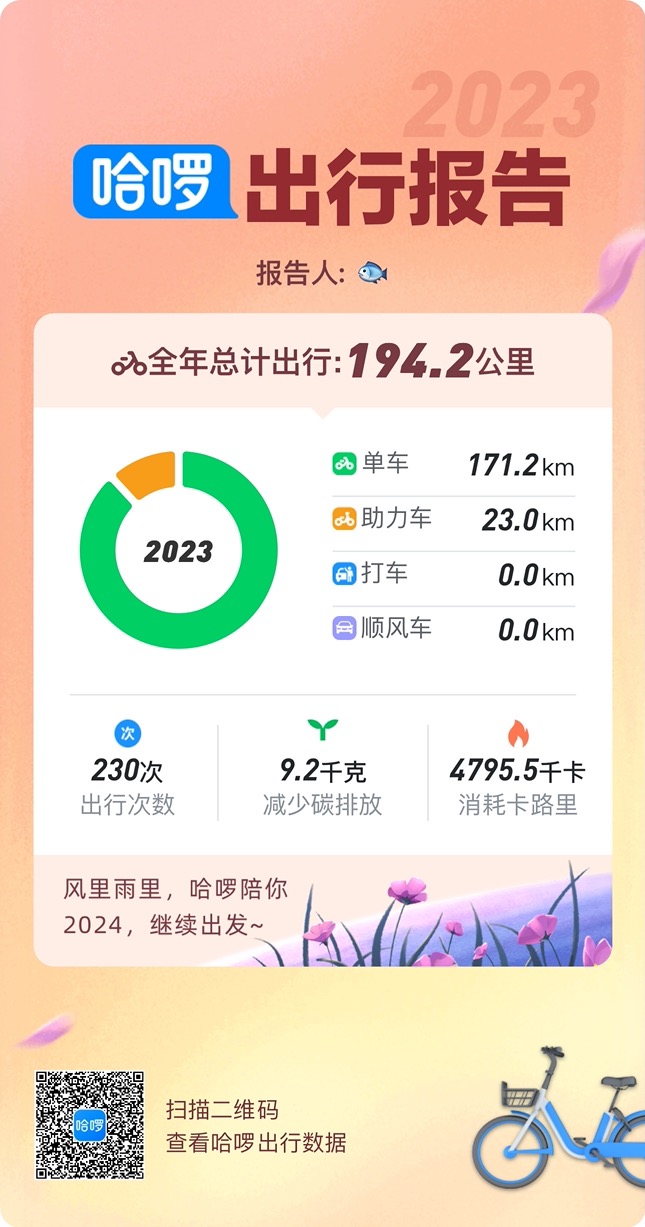 2023
哈啰 出行报告
报告人: 🐟
全年总计出行: 194.2公里
2023
单车 171.2km
助力车 23.0km
打车 0.0km
顺风车 0.0km
次
230次
出行次数
9.2千克
减少碳排放
4795.5千卡
消耗卡路里
风里雨里，哈啰陪你
2024，继续出发~
哈啰
扫描二维码
查看哈啰出行数据